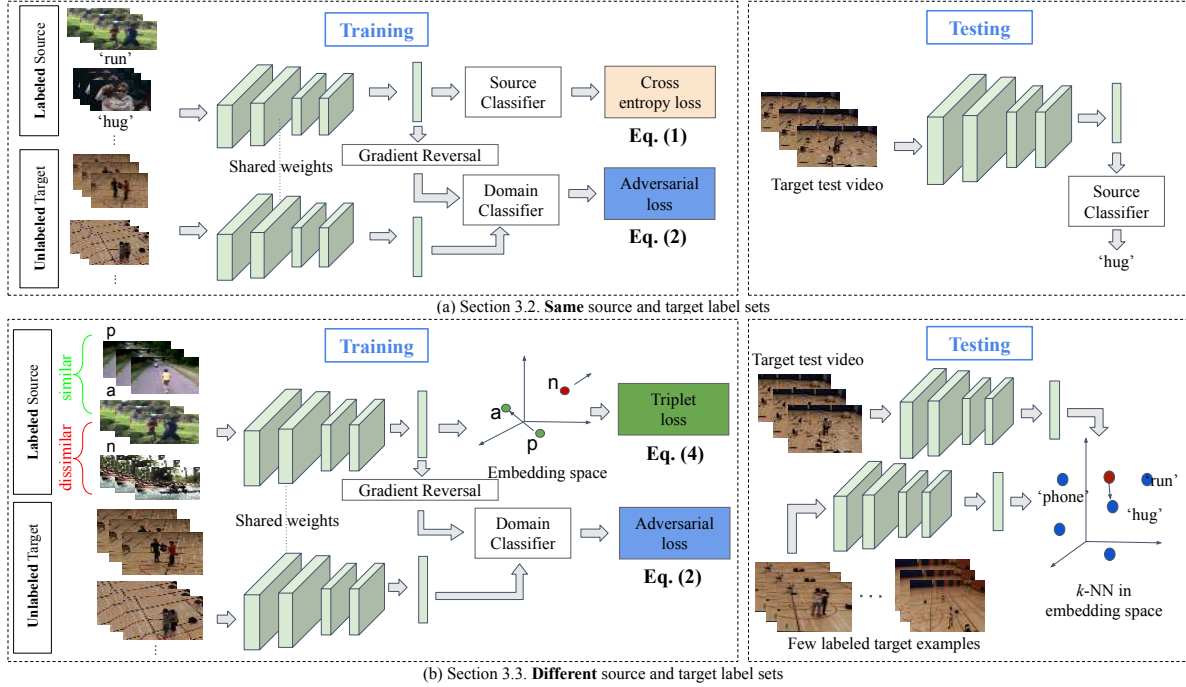 Training
Labeled Source
'run'
'hug'
Source
Classifier
Cross
entropy loss
Eq. (1)
Shared weights
Gradient Reversal
Unlabeled Target
Domain
Classifier
Adversarial
loss
Eq. (2)
Testing
Target test video
Source
Classifier
'hug'
(a) Section 3.2. Same source and target label sets
Training
Labeled Source
similar
dissimilar
p
a
n
n
a
p
Embedding space
Triplet
loss
Eq. (4)
Gradient Reversal
Shared weights
Unlabeled Target
Domain
Classifier
Adversarial
loss
Eq. (2)
Testing
Target test video
'phone'
'run'
'hug'
k-NN in
embedding space
Few labeled target examples
(b) Section 3.3. Different source and target label sets